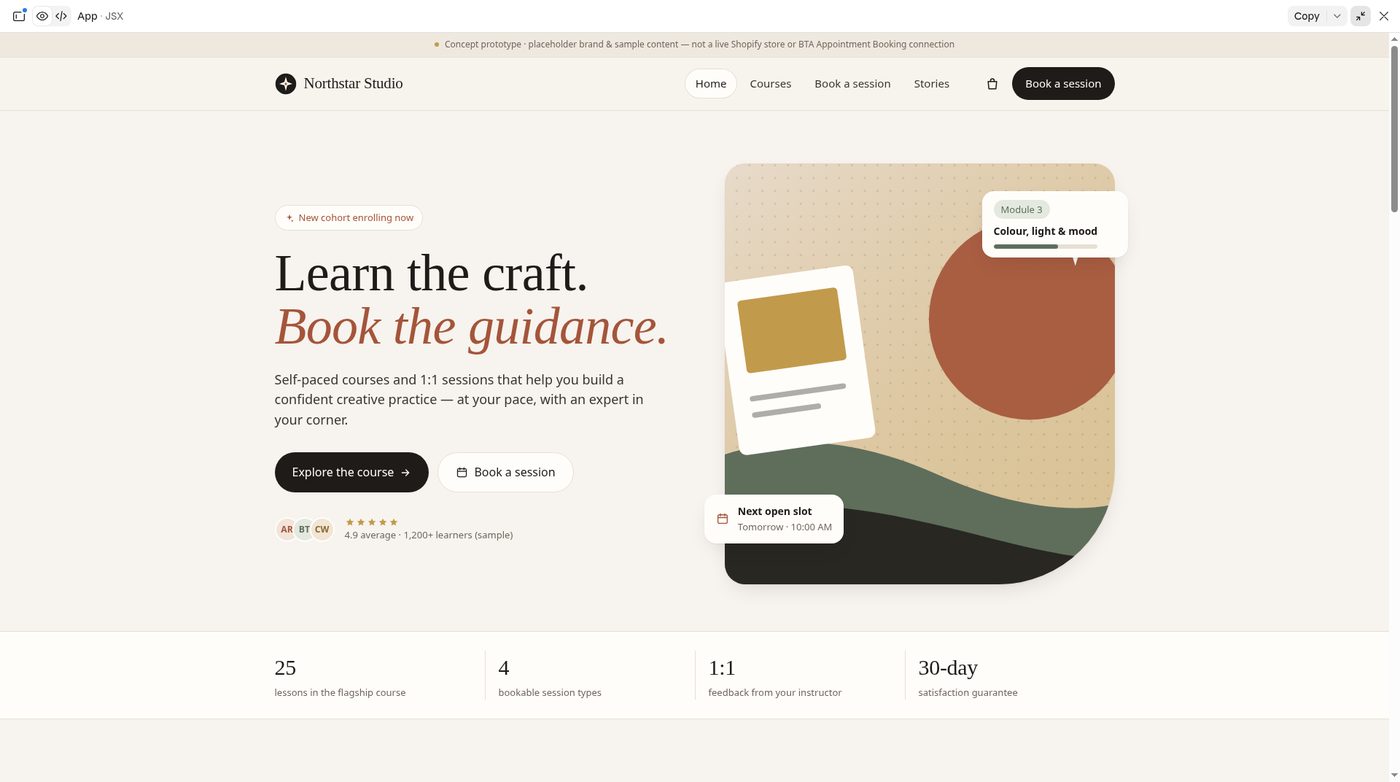 App · JSX
Copy
Concept prototype · placeholder brand & sample content — not a live Shopify store or BTA Appointment Booking connection
Northstar Studio
Home
Courses
Book a session
Stories
Book a session
New cohort enrolling now
Learn the craft.
Book the guidance.
Self-paced courses and 1:1 sessions that help you build a
confident creative practice — at your pace, with an expert in
your corner.
Explore the course →
Book a session
AR BT CW
4.9 average · 1,200+ learners (sample)
Module 3
Colour, light & mood
Next open slot
Tomorrow · 10:00 AM
25
lessons in the flagship course
4
bookable session types
1:1
feedback from your instructor
30-day
satisfaction guarantee